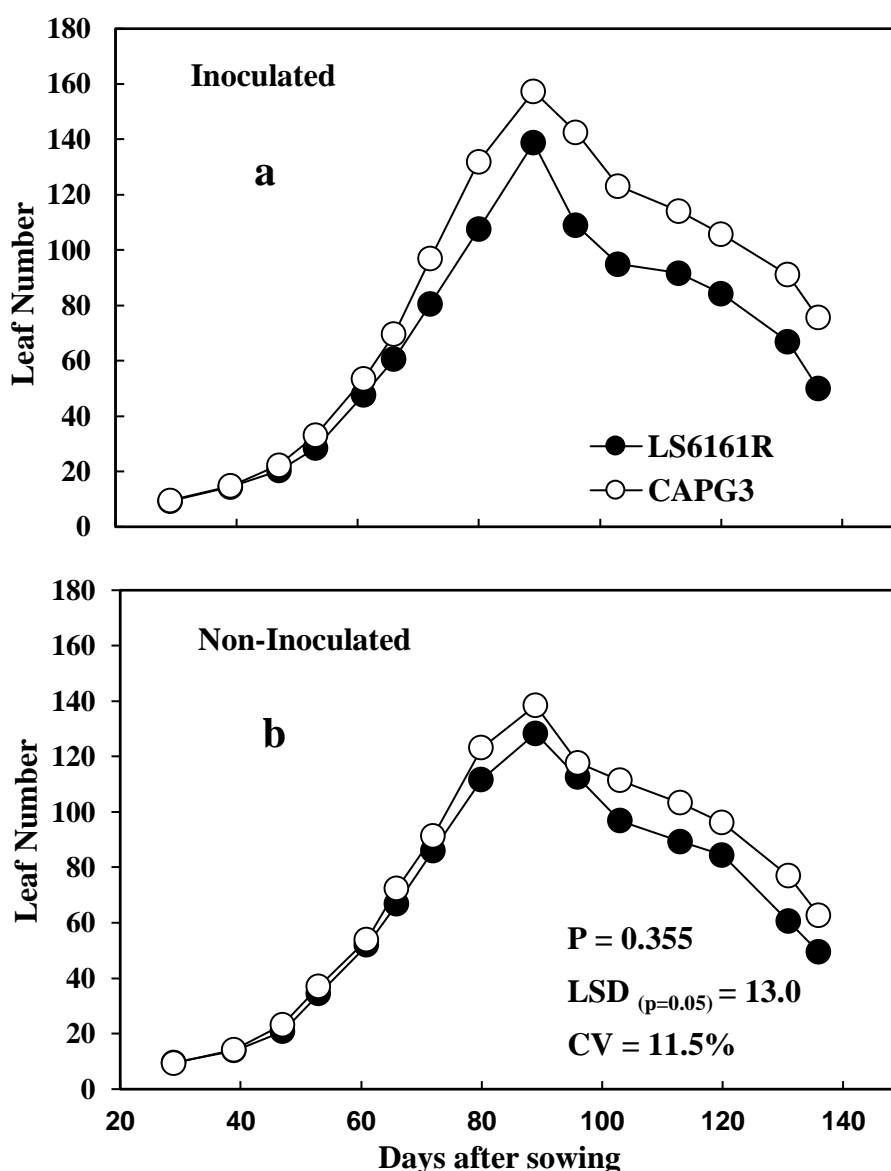 180
160
140
120
100
80
60
40
20
0
Leaf Number
Inoculated
a
LS6161R
CAPG3
180
160
140
120
100
80
60
40
20
0
Leaf Number
Non-Inoculated
b
P = 0.355
LSD (p=0.05) = 13.0
CV = 11.5%
20 40 60 80 100 120 140
Days after sowing